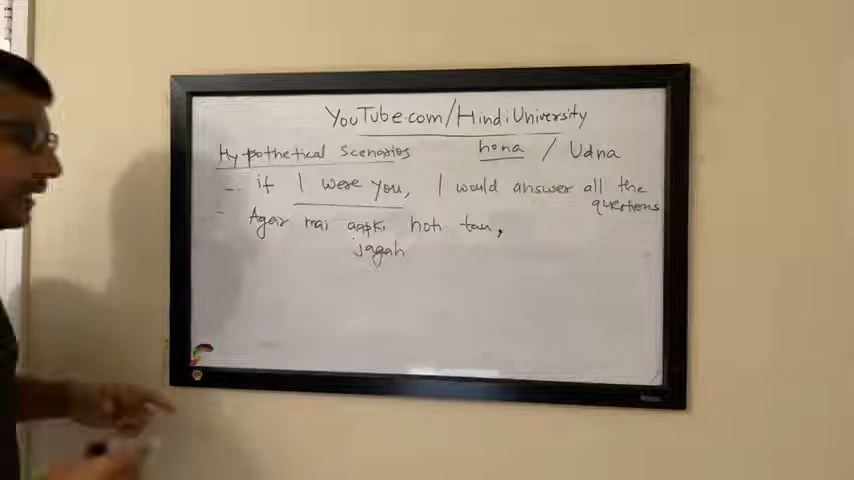 YouTube.com/HindiUniversity
Hypothetical Scenarios hona / Udna
- if I were you, I would answer all the
questions
- Agar mai aapki hoti tau,
jagah